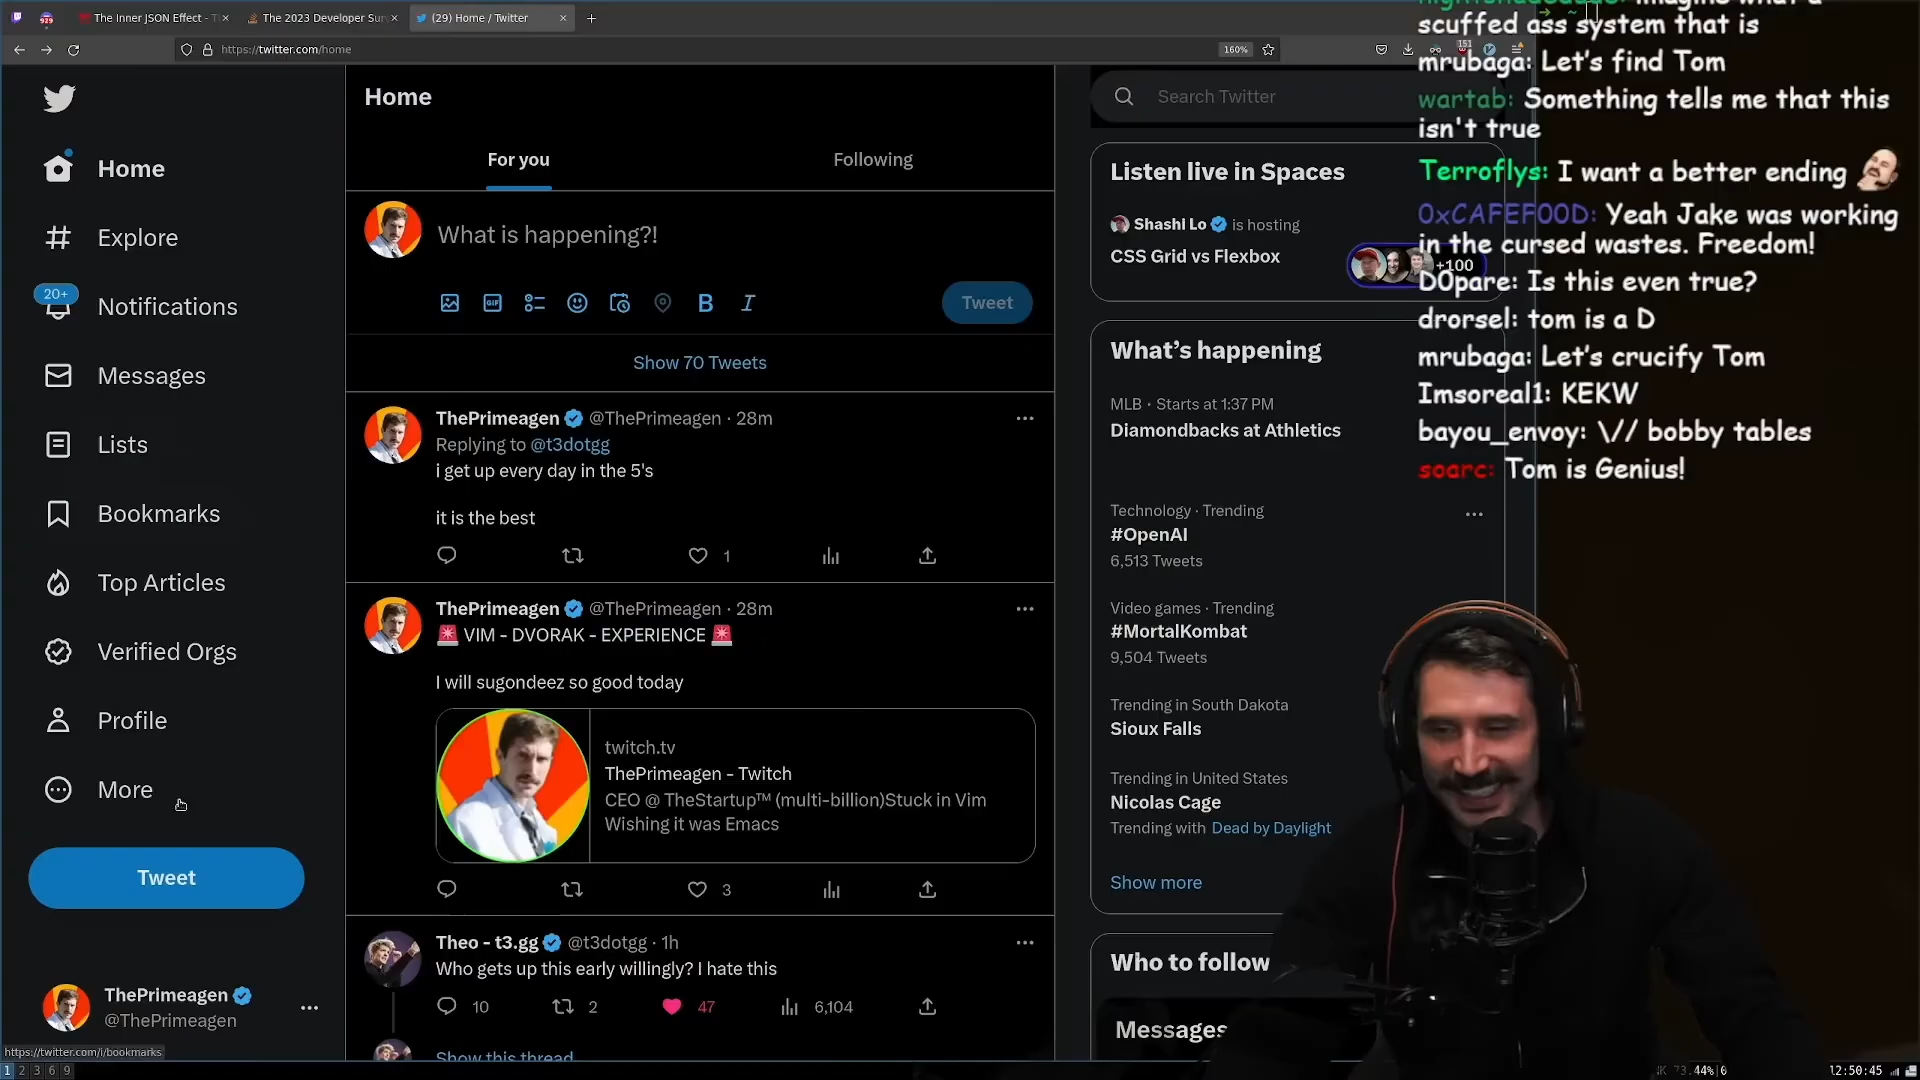 929
The Inner JSON Effect - T
The 2023 Developer Sur
(29) Home / Twitter
https://twitter.com/home
160%
151
Home
20+
Explore
Notifications
Messages
Lists
Bookmarks
Top Articles
Verified Orgs
Profile
More
Tweet
ThePrimeagen
@ThePrimeagen
https://twitter.com/i/bookmarks
1 2 3 6 9
Home
For you
Following
What is happening?!
GIF
B I
Tweet
Show 70 Tweets
ThePrimeagen @ThePrimeagen · 28m
Replying to @t3dotgg
i get up every day in the 5's
it is the best
1
ThePrimeagen @ThePrimeagen · 28m
🚨 VIM - DVORAK - EXPERIENCE 🚨
I will sugondeez so good today
twitch.tv
ThePrimeagen - Twitch
CEO @ TheStartup™ (multi-billion)Stuck in Vim
Wishing it was Emacs
3
Theo - t3.gg @t3dotgg · 1h
Who gets up this early willingly? I hate this
10 2 47 6,104
Show this thread
Search Twitter
Listen live in Spaces
Shashi Lo is hosting
CSS Grid vs Flexbox
+100
What's happening
MLB · Starts at 1:37 PM
Diamondbacks at Athletics
Technology · Trending
#OpenAI
6,513 Tweets
Video games · Trending
#MortalKombat
9,504 Tweets
Trending in South Dakota
Sioux Falls
Trending in United States
Nicolas Cage
Trending with Dead by Daylight
Show more
Who to follow
Messages
scuffed ass system that is
mrubaga: Let's find Tom
wartab: Something tells me that this
isn't true
Terroflys: I want a better ending
0xCAFEF00D: Yeah Jake was working
in the cursed wastes. Freedom!
D0pare: Is this even true?
drorsel: tom is a D
mrubaga: Let's crucify Tom
Imsoreal1: KEKW
bayou_envoy: \// bobby tables
soarc: Tom is Genius!
73.44%|0
12:50:45